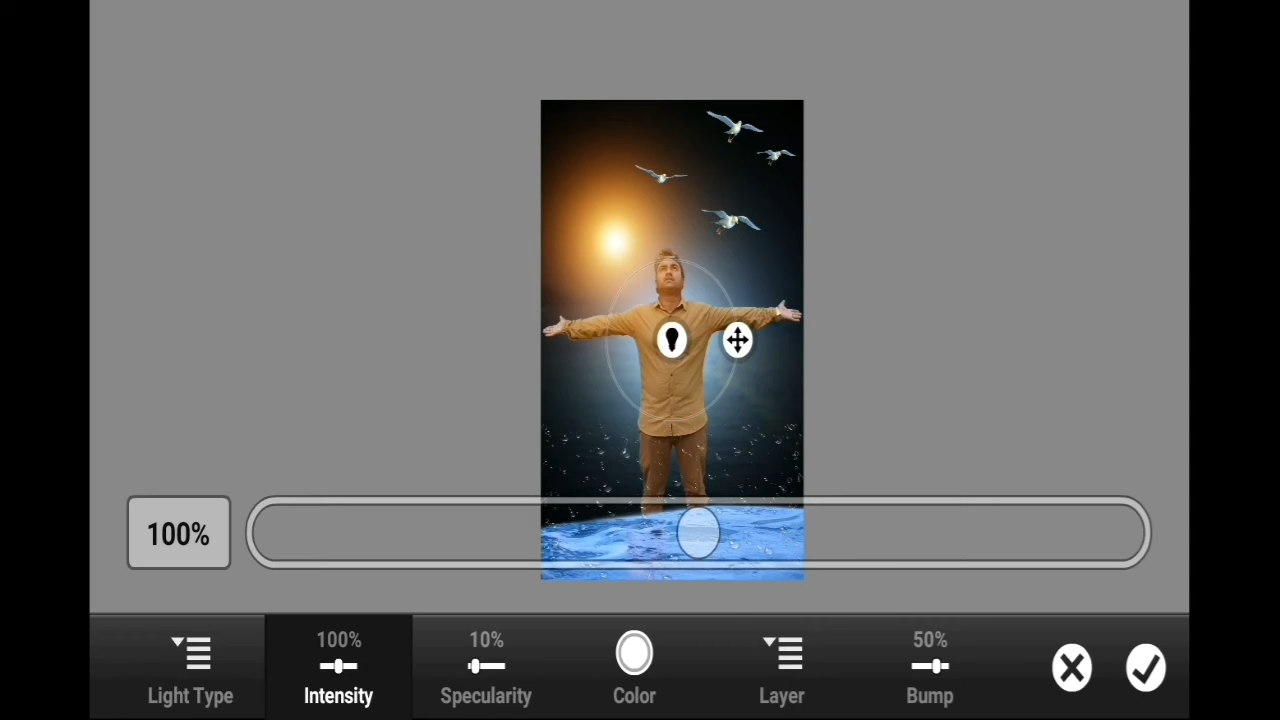 100%
100%
10%
50%
Light Type
Intensity
Specularity
Color
Layer
Bump